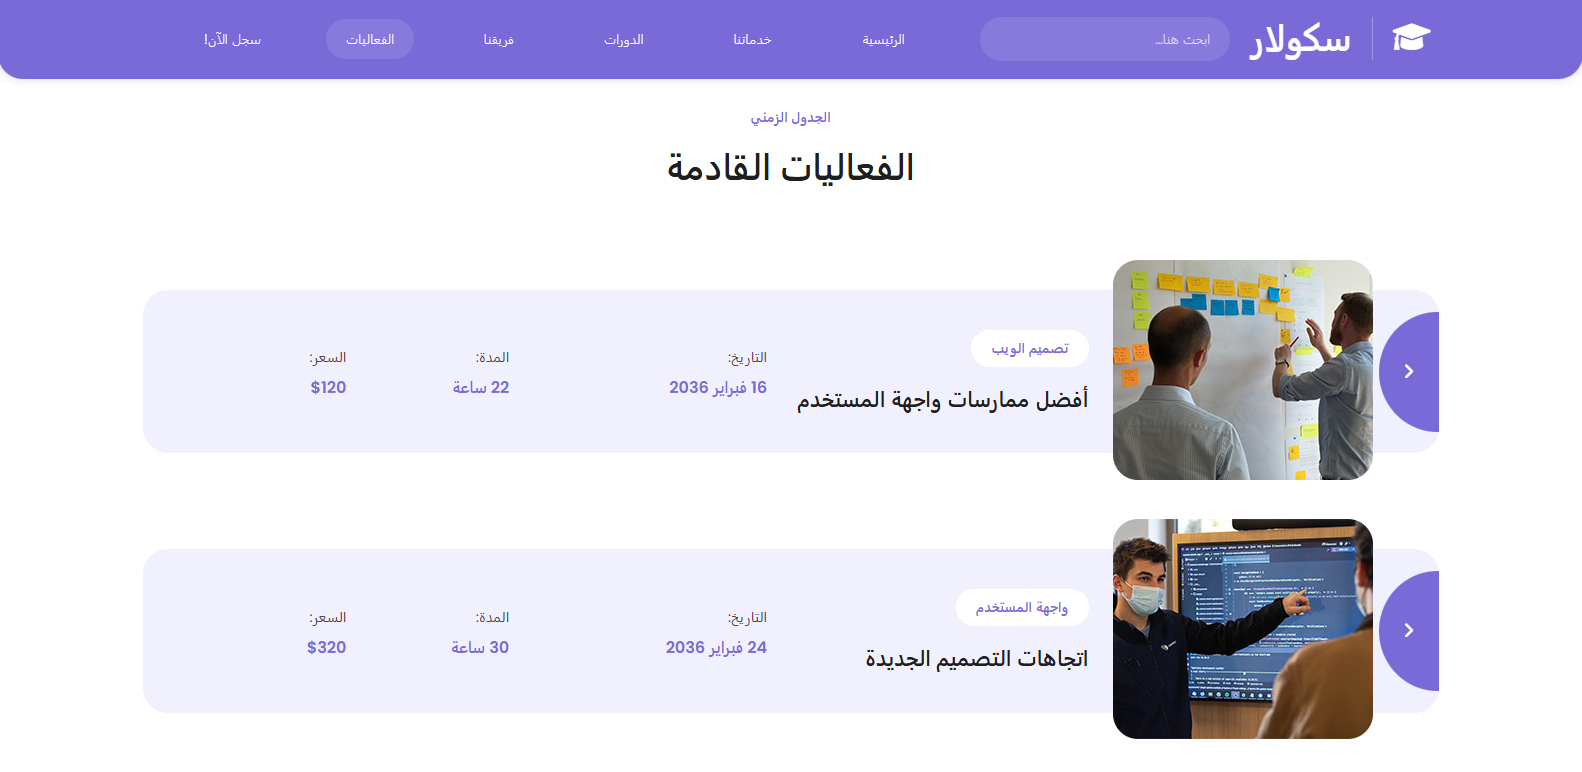 سكولار
ابحث هنا...
الرئيسية
خدماتنا
الدورات
فريقنا
الفعاليات
سجل الآن!
الجدول الزمني
الفعاليات القادمة
تصميم الويب
أفضل ممارسات واجهة المستخدم
التاريخ:
16 فبراير 2036
المدة:
22 ساعة
السعر:
$120
واجهة المستخدم
اتجاهات التصميم الجديدة
التاريخ:
24 فبراير 2036
المدة:
30 ساعة
السعر:
$320